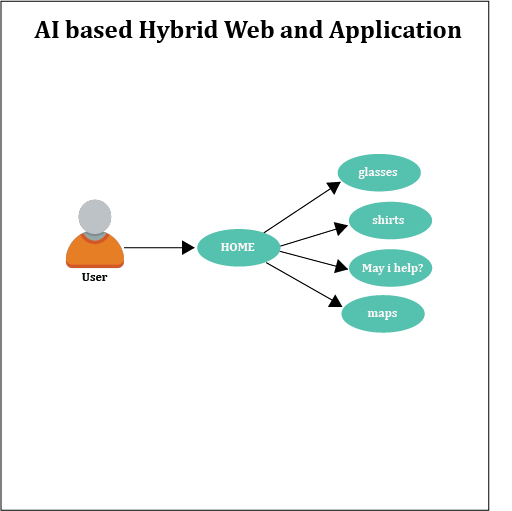 AI based Hybrid Web and Application
glasses
shirts
HOME
May i help?
User
maps